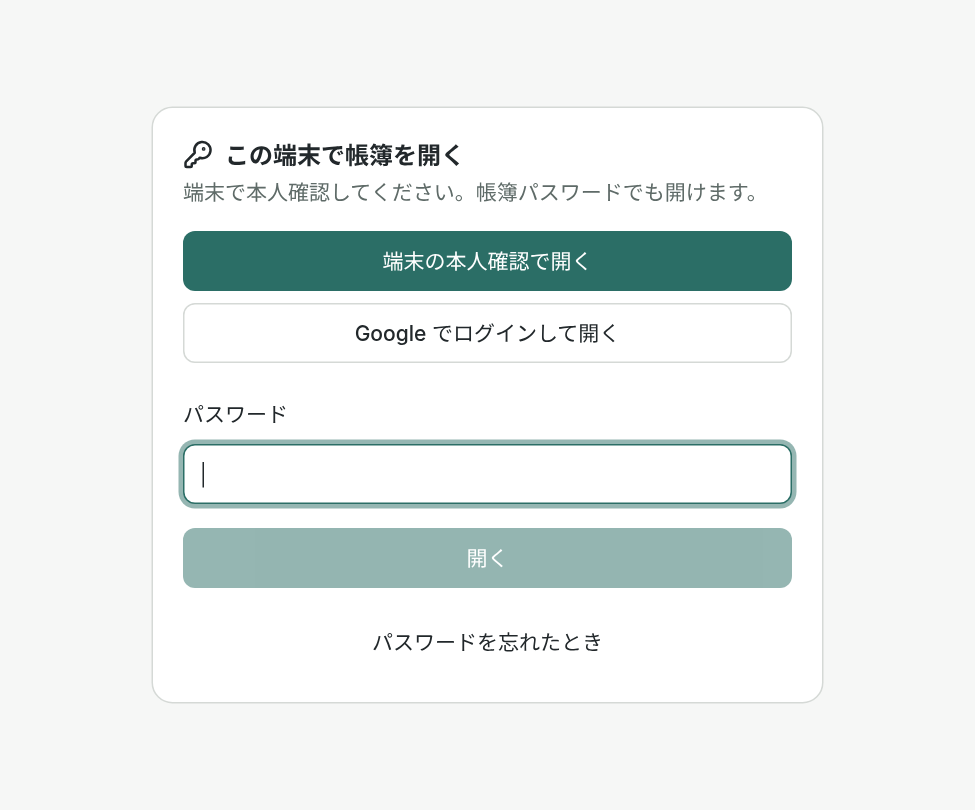 この端末で帳簿を開く
端末で本人確認してください。帳簿パスワードでも開けます。
端末の本人確認で開く
Google でログインして開く
パスワード
開く
パスワードを忘れたとき